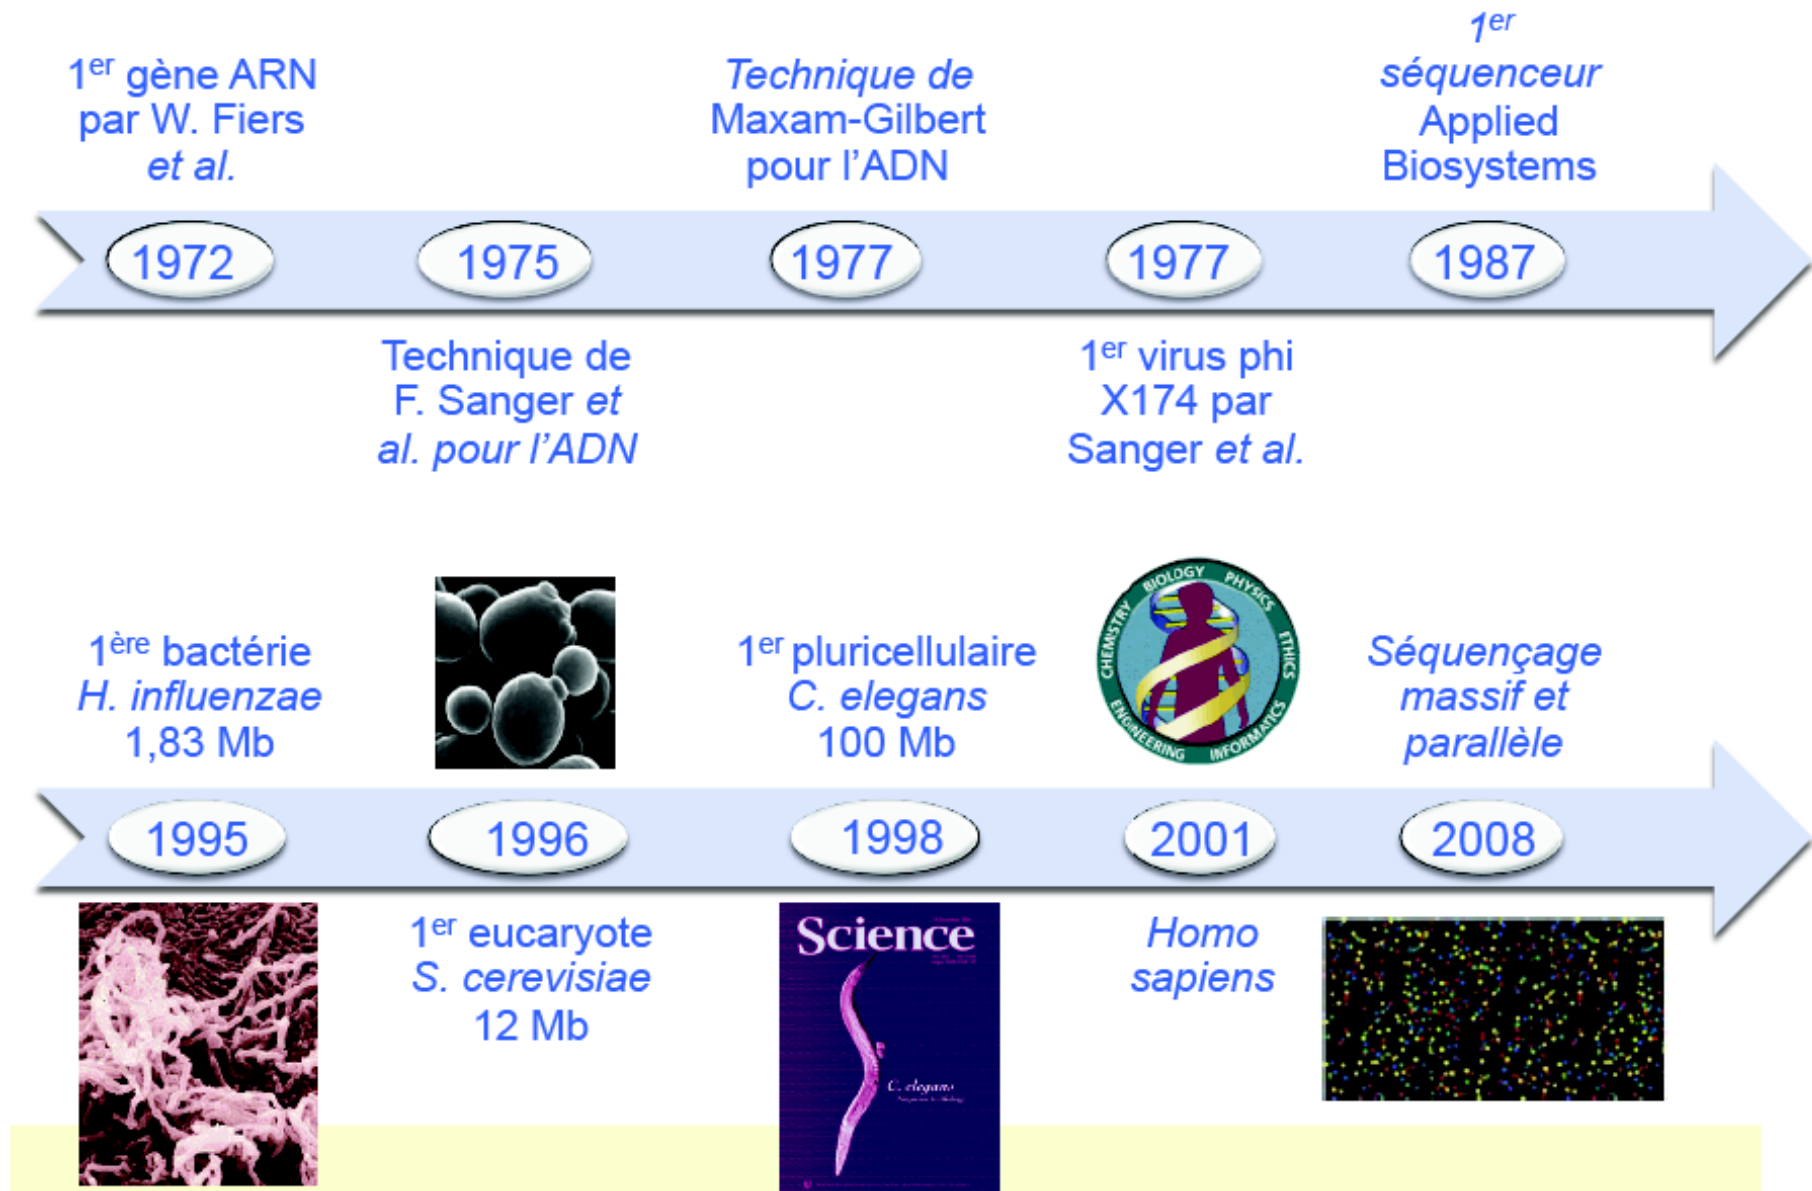 1er gène ARN
par W. Fiers
et al.
Technique de
Maxam-Gilbert
pour l'ADN
1er
séquenceur
Applied
Biosystems
1972
1975
1977
1977
1987
Technique de
F. Sanger et
al. pour l'ADN
1er virus phi
X174 par
Sanger et al.
1ère bactérie
H. influenzae
1,83 Mb
1er pluricellulaire
C. elegans
100 Mb
CHEMISTRY BIOLOGY PHYSICS ETHICS
ENGINEERING INFORMATICS
Séquençage
massif et
parallèle
1995
1996
1998
2001
2008
1er eucaryote
S. cerevisiae
12 Mb
Science
C. elegans
Homo
sapiens